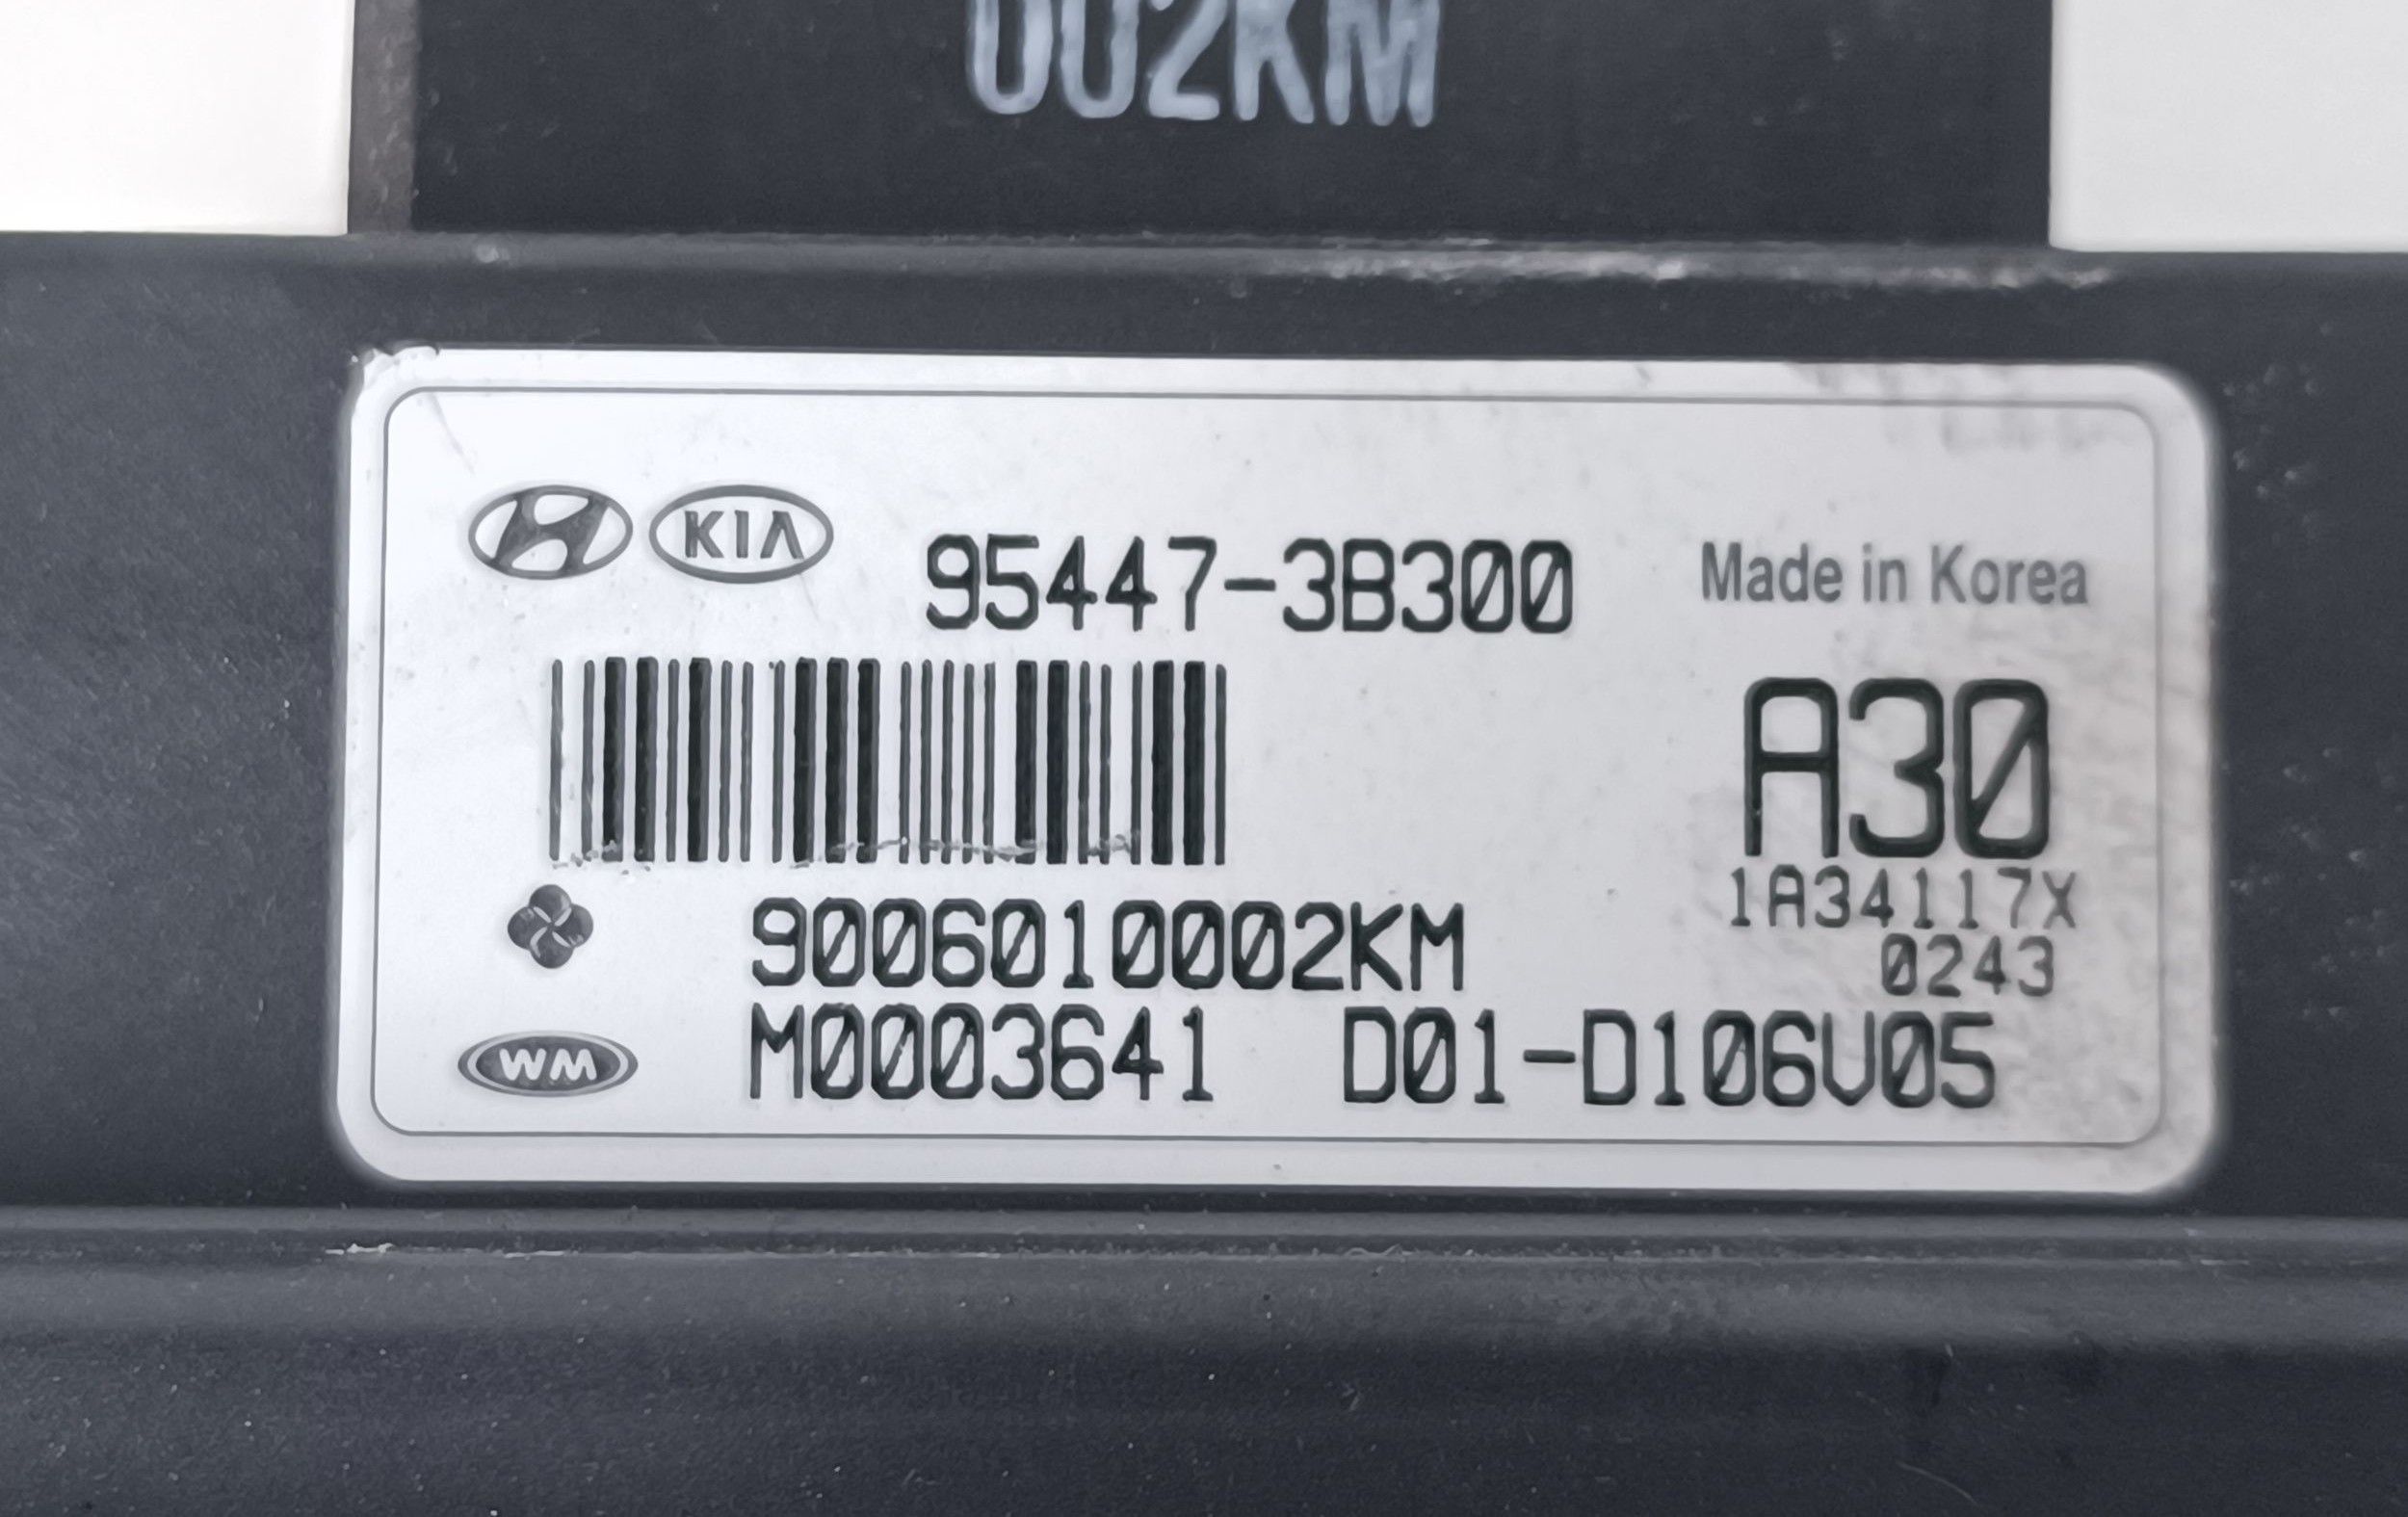 002KM
KIA
95447-3B300
Made in Korea
A30
1A34117X
0243
9006010002KM
WM
M0003641 D01-D106V05